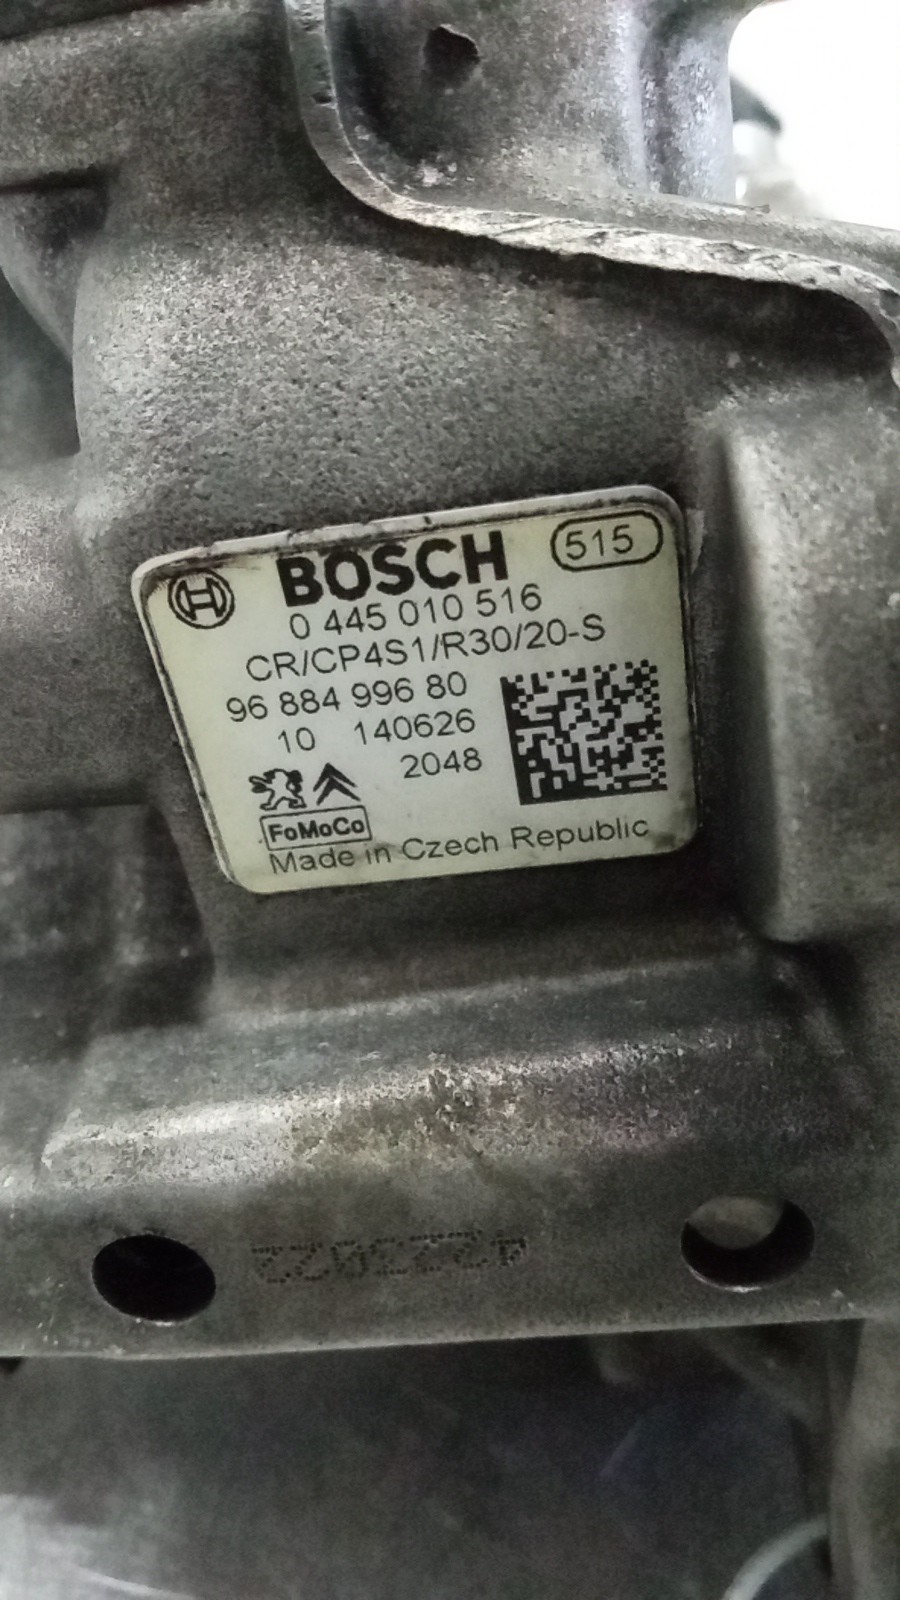 BOSCH 515
0 445 010 516
CR/CP4S1/R30/20-S
96 884 996 80
10 140626
2048
FoMoCo
Made in Czech Republic